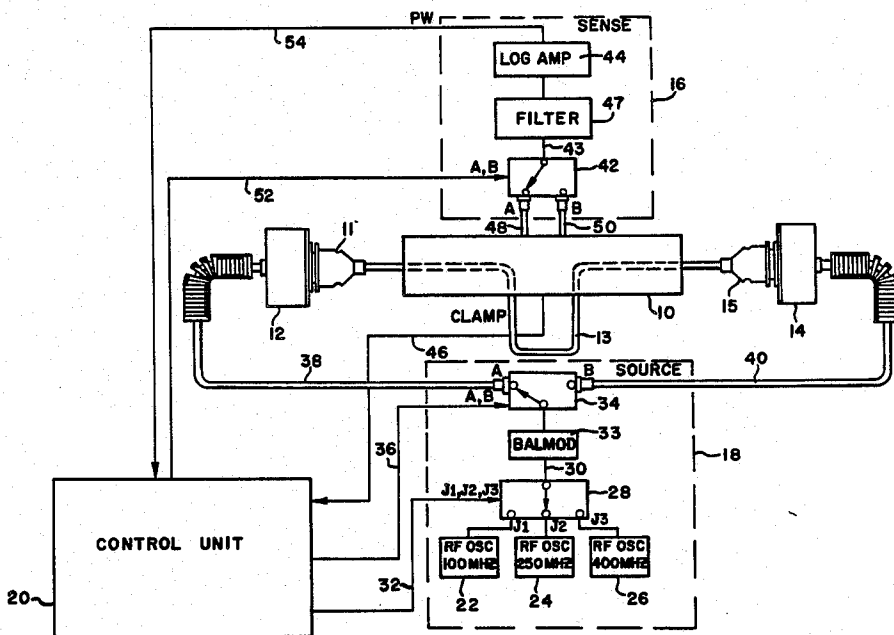 PW
SENSE
54
LOG AMP
44
16
FILTER
47
43
A,B
42
52
A
B
48
50
11
12
10
15
14
CLAMP
13
46
38
A
B
SOURCE
40
A,B
34
36
BALMOD
33
18
30
J1,J2,J3
28
J1
J2
J3
CONTROL UNIT
RF OSC
100MHZ
RF OSC
250MHZ
RF OSC
400MHZ
20
32
22
24
26